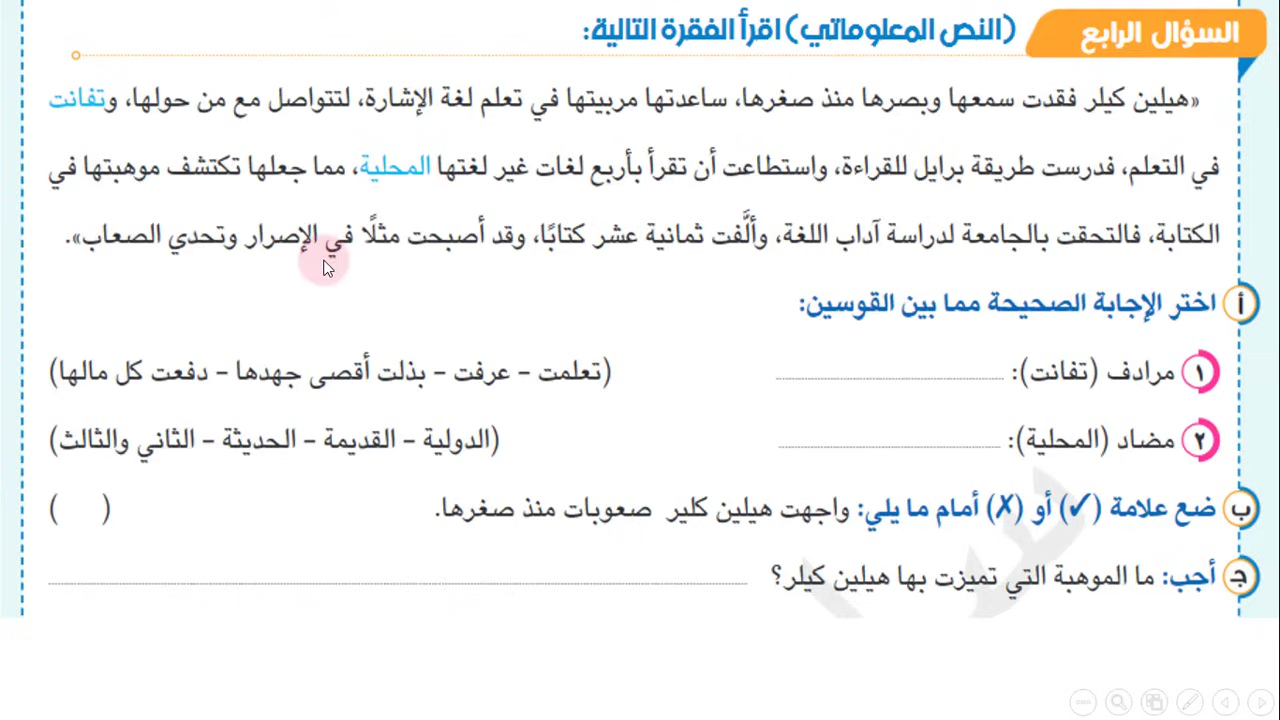 السؤال الرابع (النص المعلوماتي) اقرأ الفقرة التالية:
«هيلين كيلر فقدت سمعها وبصرها منذ صغرها، ساعدتها مربيتها في تعلم لغة الإشارة، لتتواصل مع من حولها، وتفانت
في التعلم، فدرست طريقة برايل للقراءة، واستطاعت أن تقرأ بأربع لغات غير لغتها المحلية، مما جعلها تكتشف موهبتها في
الكتابة، فالتحقت بالجامعة لدراسة آداب اللغة، وألَّفت ثمانية عشر كتابًا، وقد أصبحت مثلًا في الإصرار وتحدي الصعاب».
أ اختر الإجابة الصحيحة مما بين القوسين:
١ مرادف (تفانت): ........ (تعلمت – عرفت – بذلت أقصى جهدها – دفعت كل مالها)
٢ مضاد (المحلية): ........ (الدولية – القديمة – الحديثة – الثاني والثالث)
ب ضع علامة (✓) أو (✗) أمام ما يلي: واجهت هيلين كلير صعوبات منذ صغرها. ( )
ج أجب: ما الموهبة التي تميزت بها هيلين كيلر؟ ........